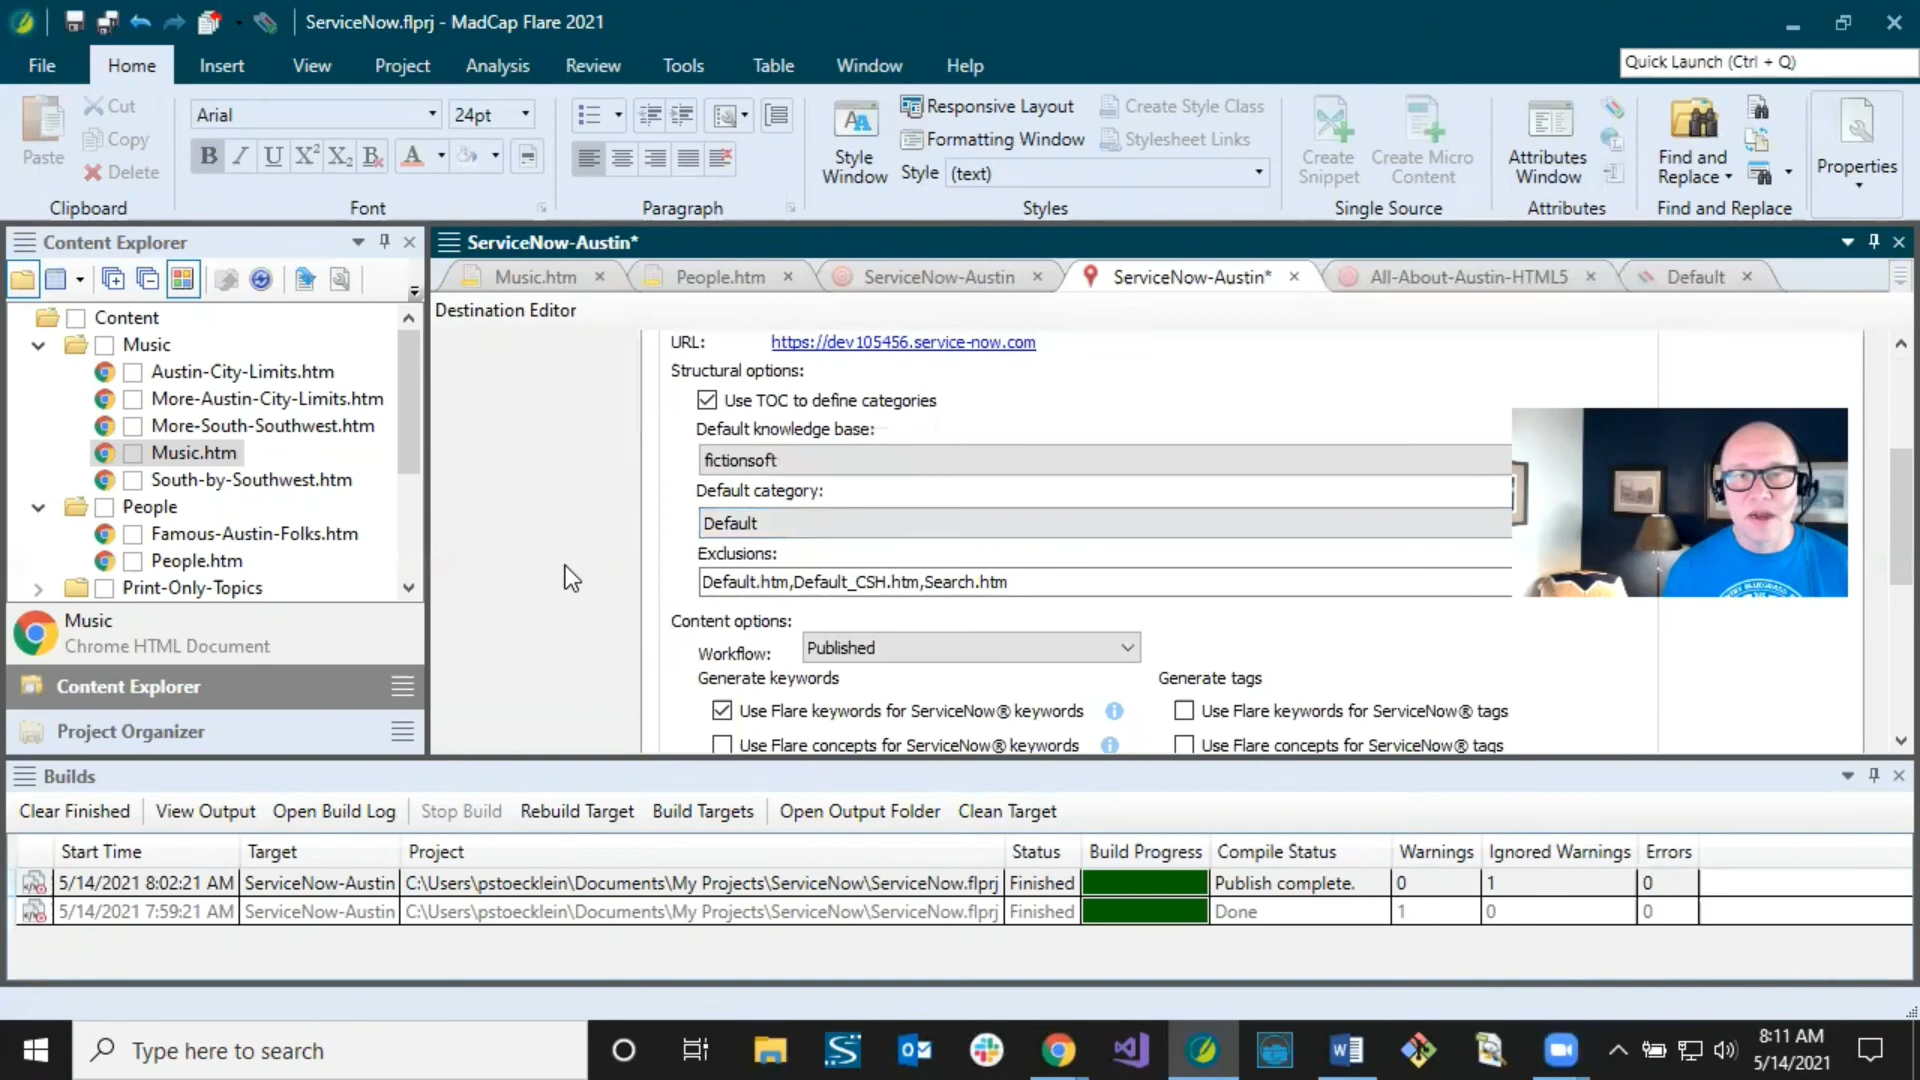 ServiceNow.flprj - MadCap Flare 2021
File Home Insert View Project Analysis Review Tools Table Window Help
Quick Launch (Ctrl + Q)
Paste
Cut
Copy
Delete
Clipboard
Arial 24pt
B I U X² X₂ B A
Font
Paragraph
Style Window
Responsive Layout
Formatting Window
Style (text)
Create Style Class
Stylesheet Links
Styles
Create Snippet
Create Micro Content
Single Source
Attributes Window
Attributes
Find and Replace
Find and Replace
Properties
Content Explorer
Content
Music
Austin-City-Limits.htm
More-Austin-City-Limits.htm
More-South-Southwest.htm
Music.htm
South-by-Southwest.htm
People
Famous-Austin-Folks.htm
People.htm
Print-Only-Topics
Music
Chrome HTML Document
Content Explorer
Project Organizer
ServiceNow-Austin*
Music.htm People.htm ServiceNow-Austin ServiceNow-Austin* All-About-Austin-HTML5 Default
Destination Editor
URL: https://dev105456.service-now.com
Structural options:
Use TOC to define categories
Default knowledge base:
fictionsoft
Default category:
Default
Exclusions:
Default.htm,Default_CSH.htm,Search.htm
Content options:
Workflow: Published
Generate keywords Generate tags
Use Flare keywords for ServiceNow® keywords Use Flare keywords for ServiceNow® tags
Use Flare concepts for ServiceNow® keywords Use Flare concepts for ServiceNow® tags
Builds
Clear Finished View Output Open Build Log Stop Build Rebuild Target Build Targets Open Output Folder Clean Target
Start Time Target Project Status Build Progress Compile Status Warnings Ignored Warnings Errors
5/14/2021 8:02:21 AM ServiceNow-Austin C:\Users\pstoecklein\Documents\My Projects\ServiceNow\ServiceNow.flprj Finished Publish complete. 0 1 0
5/14/2021 7:59:21 AM ServiceNow-Austin C:\Users\pstoecklein\Documents\My Projects\ServiceNow\ServiceNow.flprj Finished Done 1 0 0
Type here to search
8:11 AM
5/14/2021